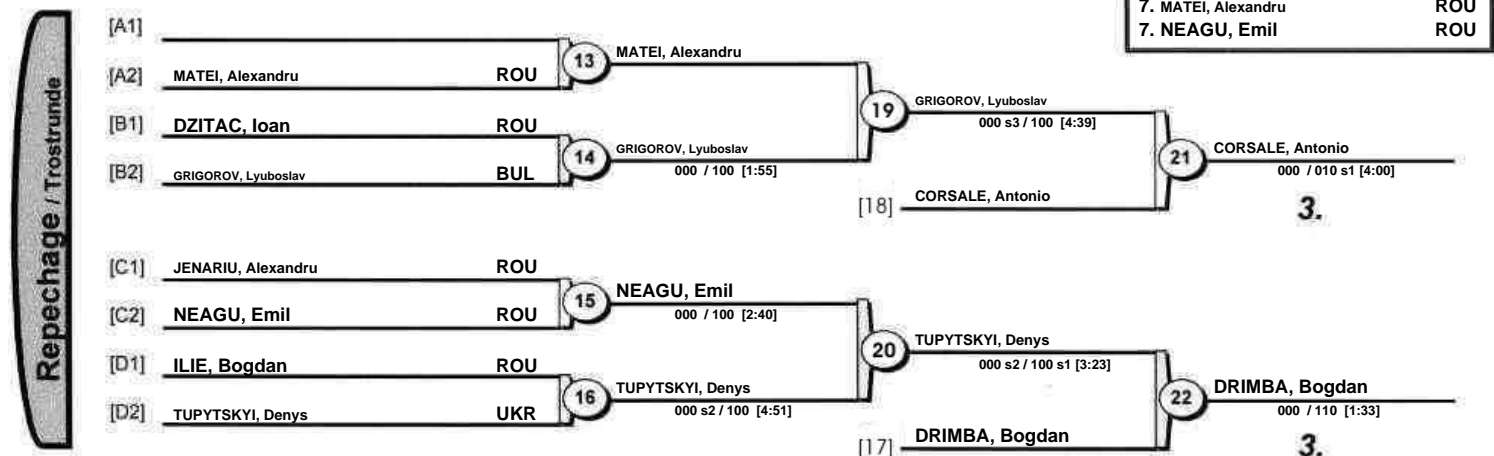 7. MATEI, Alexandru ROU
7. NEAGU, Emil ROU
Repechage / Trostrunde
[A1]
[A2] MATEI, Alexandru ROU
13 MATEI, Alexandru
[B1] DZITAC, Ioan ROU
[B2] GRIGOROV, Lyuboslav BUL
14 GRIGOROV, Lyuboslav
000 / 100 [1:55]
19 GRIGOROV, Lyuboslav
000 s3 / 100 [4:39]
[18] CORSALE, Antonio
21 CORSALE, Antonio
000 / 010 s1 [4:00]
3.
[C1] JENARIU, Alexandru ROU
[C2] NEAGU, Emil ROU
15 NEAGU, Emil
000 / 100 [2:40]
[D1] ILIE, Bogdan ROU
[D2] TUPYTSKYI, Denys UKR
16 TUPYTSKYI, Denys
000 s2 / 100 [4:51]
20 TUPYTSKYI, Denys
000 s2 / 100 s1 [3:23]
[17] DRIMBA, Bogdan
22 DRIMBA, Bogdan
000 / 110 [1:33]
3.